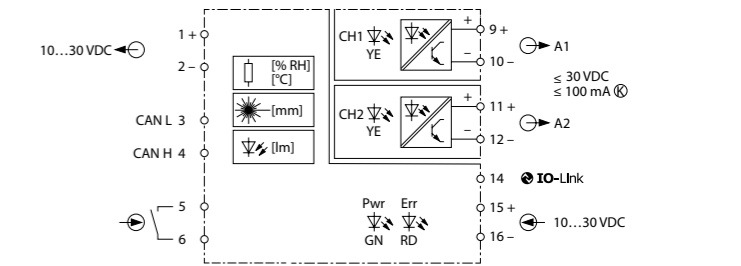 1 +
10…30 VDC
2 –
CAN L 3
CAN H 4
5
6
[% RH]
[°C]
[mm]
[lm]
CH1
YE
+
–
9 +
10 –
A1
≤ 30 VDC
≤ 100 mA Ⓚ
CH2
YE
+
–
11 +
12 –
A2
14 IO-Link
Pwr Err
GN RD
15 +
10…30 VDC
16 –